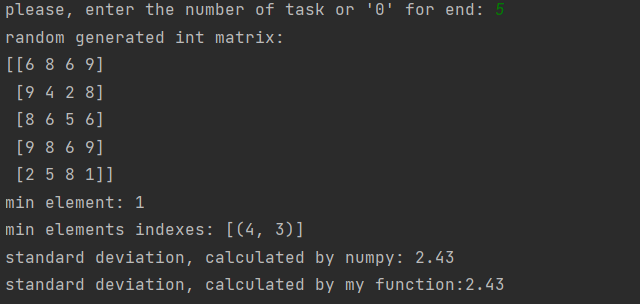 please, enter the number of task or '0' for end: 5
random generated int matrix:
[[6 8 6 9]
 [9 4 2 8]
 [8 6 5 6]
 [9 8 6 9]
 [2 5 8 1]]
min element: 1
min elements indexes: [(4, 3)]
standard deviation, calculated by numpy: 2.43
standard deviation, calculated by my function:2.43